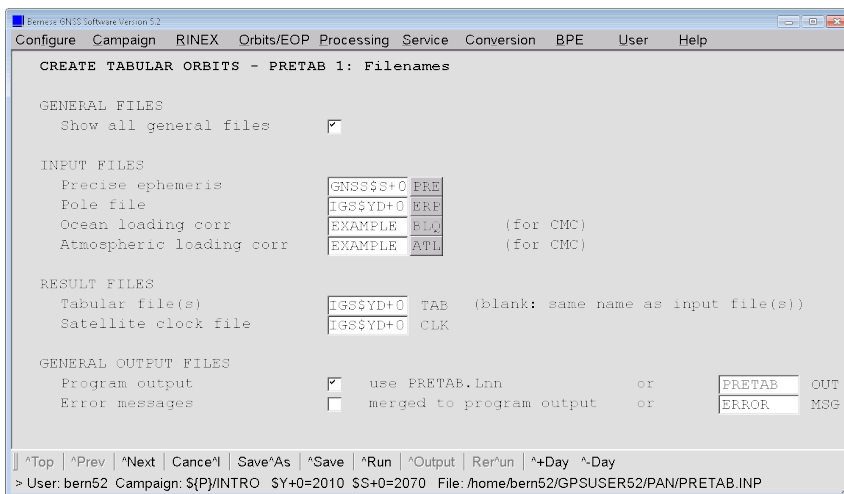 Bernese GNSS Software Version 5.2
Configure Campaign RINEX Orbits/EOP Processing Service Conversion BPE User Help
CREATE TABULAR ORBITS - PRETAB 1: Filenames
GENERAL FILES
Show all general files
INPUT FILES
Precise ephemeris GNSS$S+0 PRE
Pole file IGS$YD+0 ERP
Ocean loading corr EXAMPLE BLQ (for CMC)
Atmospheric loading corr EXAMPLE ATL (for CMC)
RESULT FILES
Tabular file(s) IGS$YD+0 TAB (blank: same name as input file(s))
Satellite clock file IGS$YD+0 CLK
GENERAL OUTPUT FILES
Program output use PRETAB.Lnn or PRETAB OUT
Error messages merged to program output or ERROR MSG
^Top | ^Prev | ^Next | Cance^l | Save^As | ^Save | ^Run | ^Output | Rer^un | ^+Day ^-Day
> User: bern52 Campaign: ${P}/INTRO $Y+0=2010 $S+0=2070 File: /home/bern52/GPSUSER52/PAN/PRETAB.INP